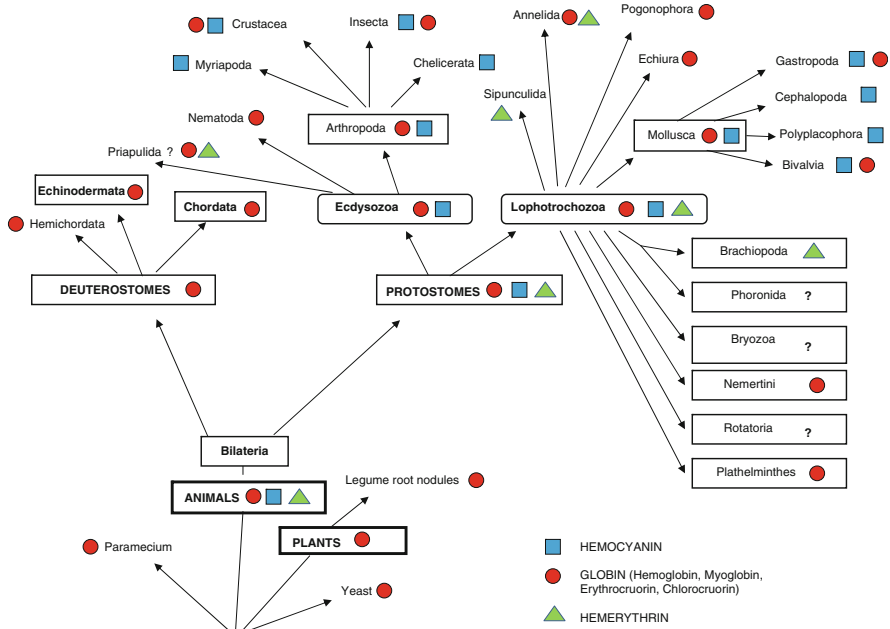 Crustacea
Insecta
Annelida
Pogonophora
Myriapoda
Chelicerata
Echiura
Gastropoda
Sipunculida
Cephalopoda
Nematoda
Arthropoda
Mollusca
Polyplacophora
Priapulida ?
Bivalvia
Echinodermata
Chordata
Ecdysozoa
Lophotrochozoa
Hemichordata
Brachiopoda
DEUTEROSTOMES
PROTOSTOMES
Phoronida ?
Bryozoa ?
Nemertini
Rotatoria ?
Bilateria
Plathelminthes
Legume root nodules
ANIMALS
PLANTS
Paramecium
HEMOCYANIN
GLOBIN (Hemoglobin, Myoglobin,
Erythrocruorin, Chlorocruorin)
Yeast
HEMERYTHRIN